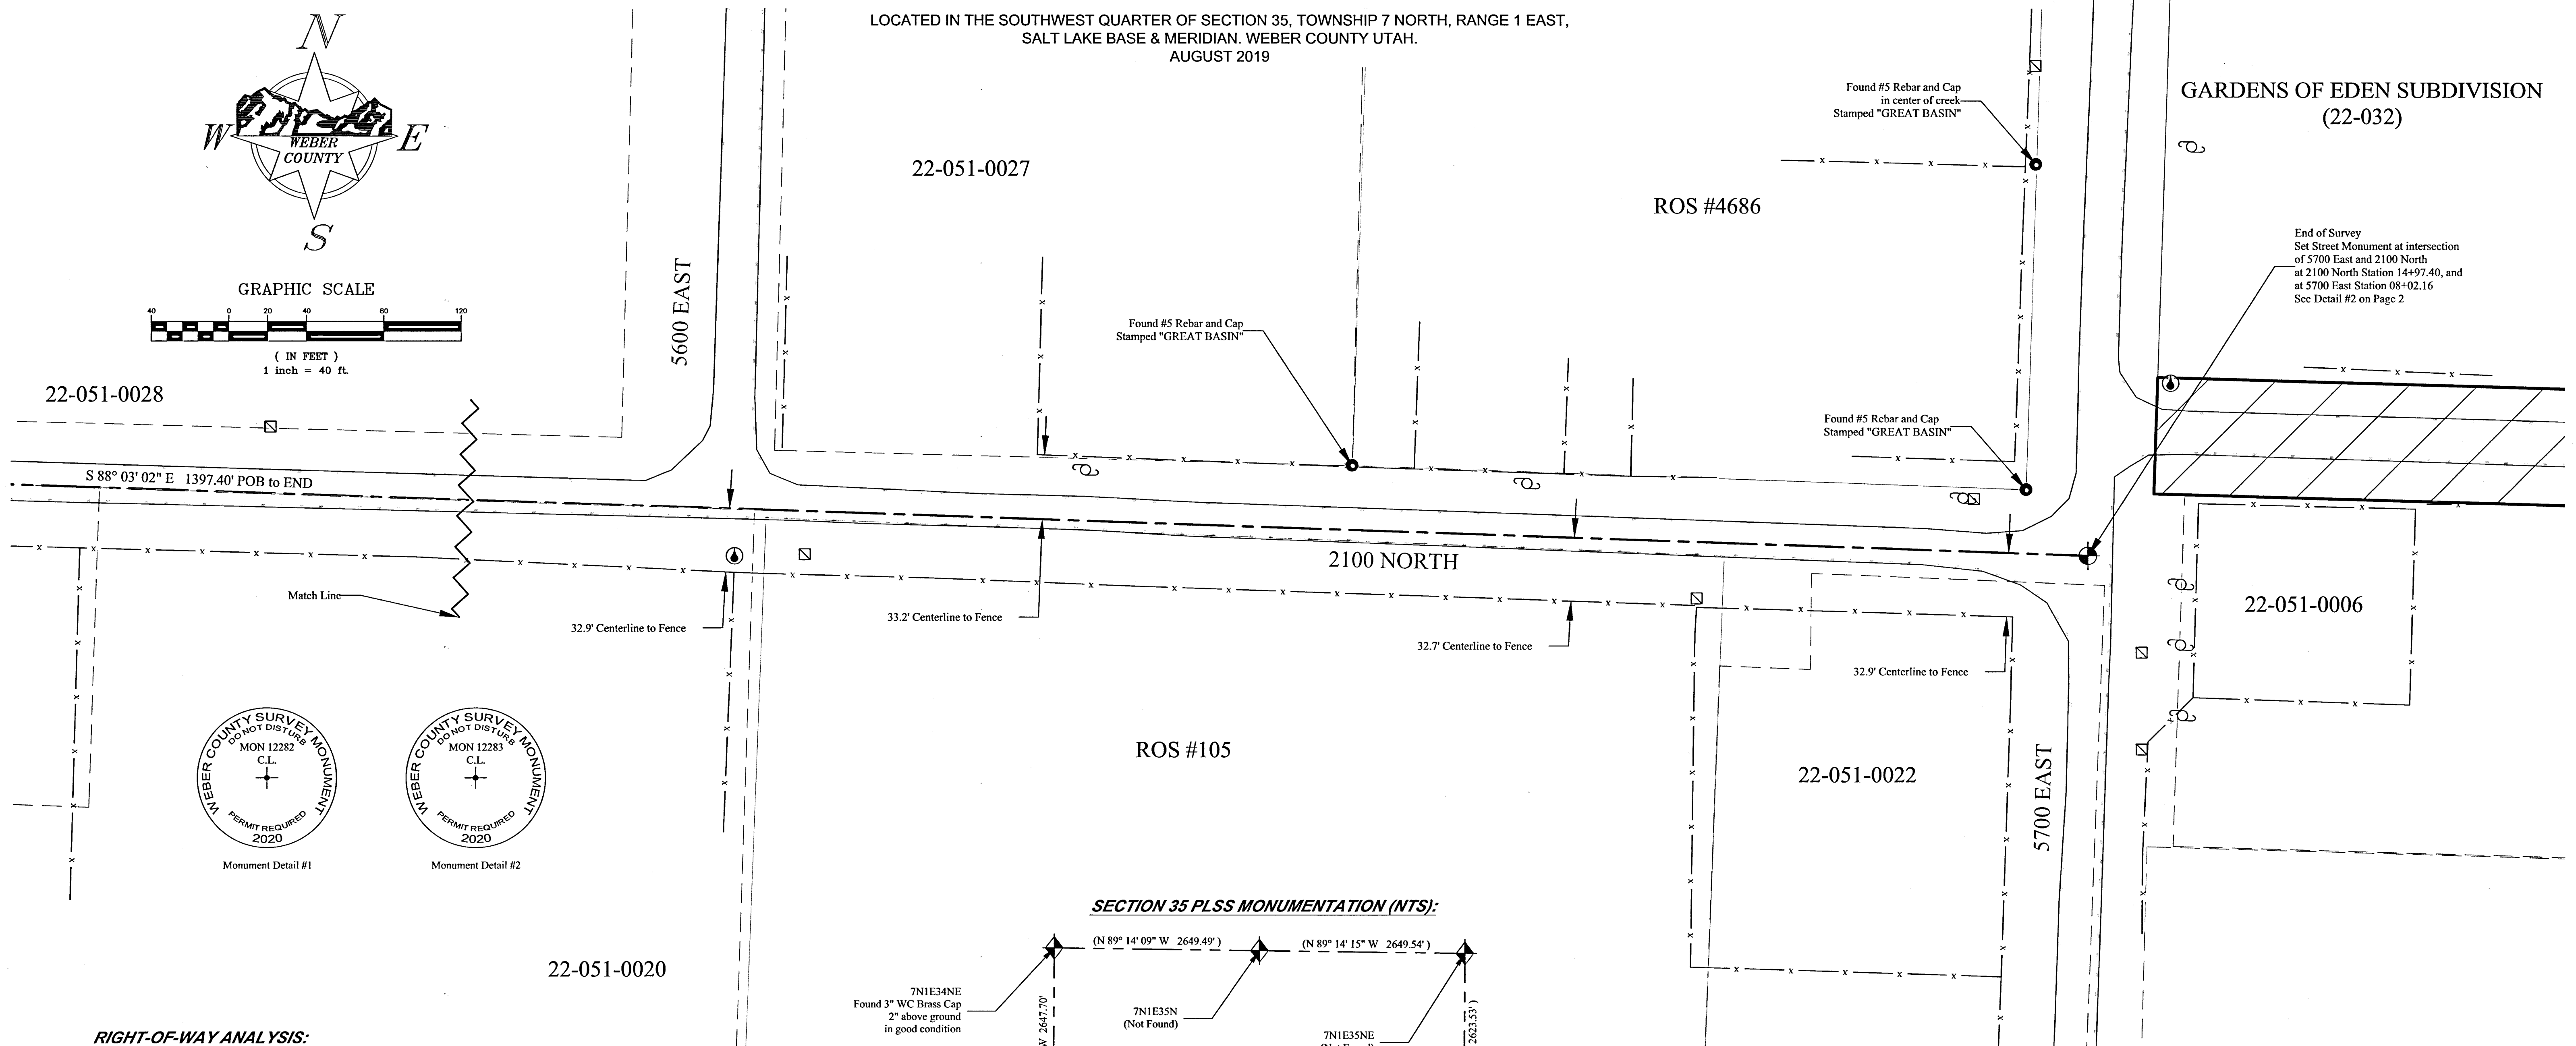 LOCATED IN THE SOUTHWEST QUARTER OF SECTION 35, TOWNSHIP 7 NORTH, RANGE 1 EAST,
SALT LAKE BASE & MERIDIAN. WEBER COUNTY UTAH.
AUGUST 2019
N
W
E
S
WEBER
COUNTY
GRAPHIC SCALE
40 0 20 40 80 120
( IN FEET )
1 inch = 40 ft.
22-051-0028
22-051-0027
5600 EAST
ROS #4686
Found #5 Rebar and Cap
in center of creek
Stamped "GREAT BASIN"
GARDENS OF EDEN SUBDIVISION
(22-032)
End of Survey
Set Street Monument at intersection
of 5700 East and 2100 North
at 2100 North Station 14+97.40, and
at 5700 East Station 08+02.16
See Detail #2 on Page 2
Found #5 Rebar and Cap
Stamped "GREAT BASIN"
Found #5 Rebar and Cap
Stamped "GREAT BASIN"
S 88° 03' 02" E 1397.40' POB to END
2100 NORTH
Match Line
32.9' Centerline to Fence
33.2' Centerline to Fence
32.7' Centerline to Fence
32.9' Centerline to Fence
22-051-0006
WEBER COUNTY SURVEY MONUMENT
DO NOT DISTURB
MON 12282
C.L.
PERMIT REQUIRED
2020
Monument Detail #1
WEBER COUNTY SURVEY MONUMENT
DO NOT DISTURB
MON 12283
C.L.
PERMIT REQUIRED
2020
Monument Detail #2
ROS #105
22-051-0022
5700 EAST
22-051-0020
SECTION 35 PLSS MONUMENTATION (NTS):
(N 89° 14' 09" W 2649.49' )
(N 89° 14' 15" W 2649.54' )
7N1E34NE
Found 3" WC Brass Cap
2" above ground
in good condition
W 2647.70'
7N1E35N
(Not Found)
7N1E35NE
(Not Found)
2623.53' )
RIGHT-OF-WAY ANALYSIS: